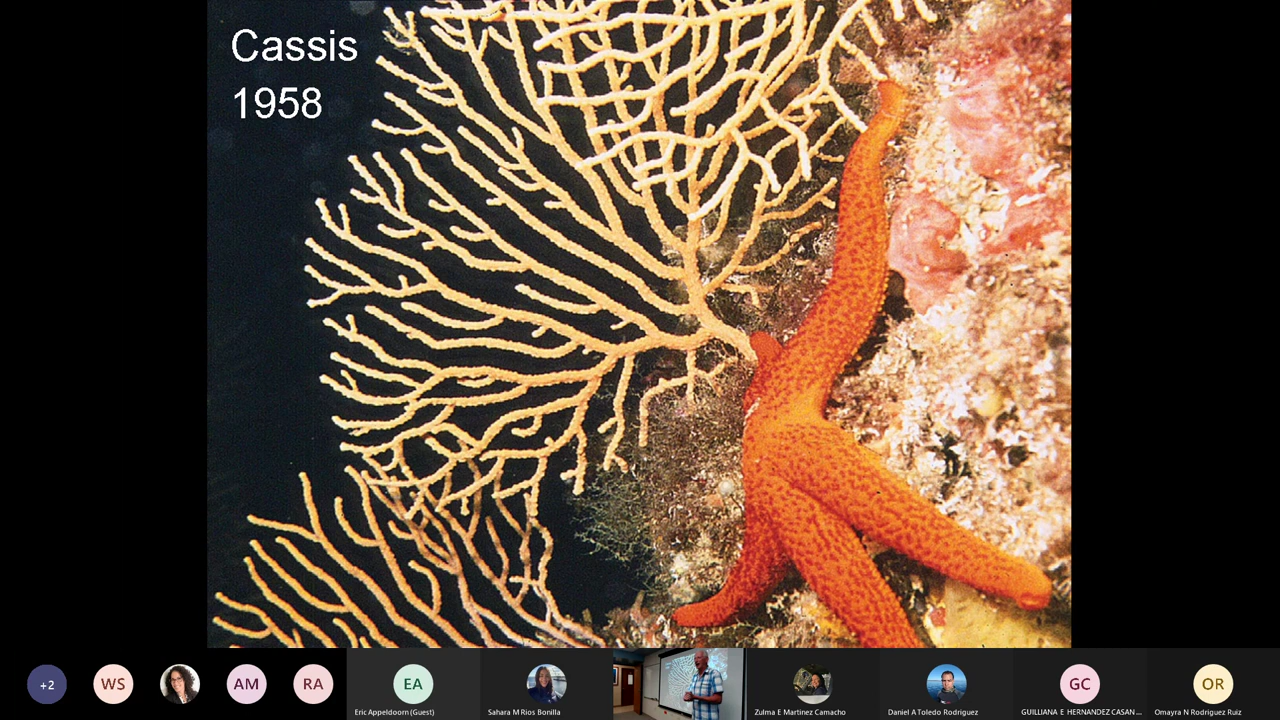 Cassis
1958
+2
WS
AM
RA
EA
Eric Appeldoorn (Guest)
Sahara M Rios Bonilla
Zulma E Martinez Camacho
Daniel A Toledo Rodriguez
GC
GUILLIANA E HERNANDEZ CASAN...
OR
Omayra N Rodriguez Ruiz